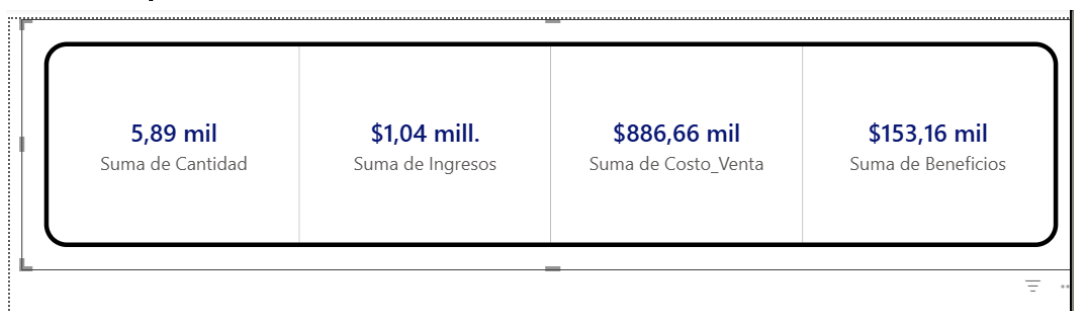 5,89 mil
Suma de Cantidad
$1,04 mill.
Suma de Ingresos
$886,66 mil
Suma de Costo_Venta
$153,16 mil
Suma de Beneficios